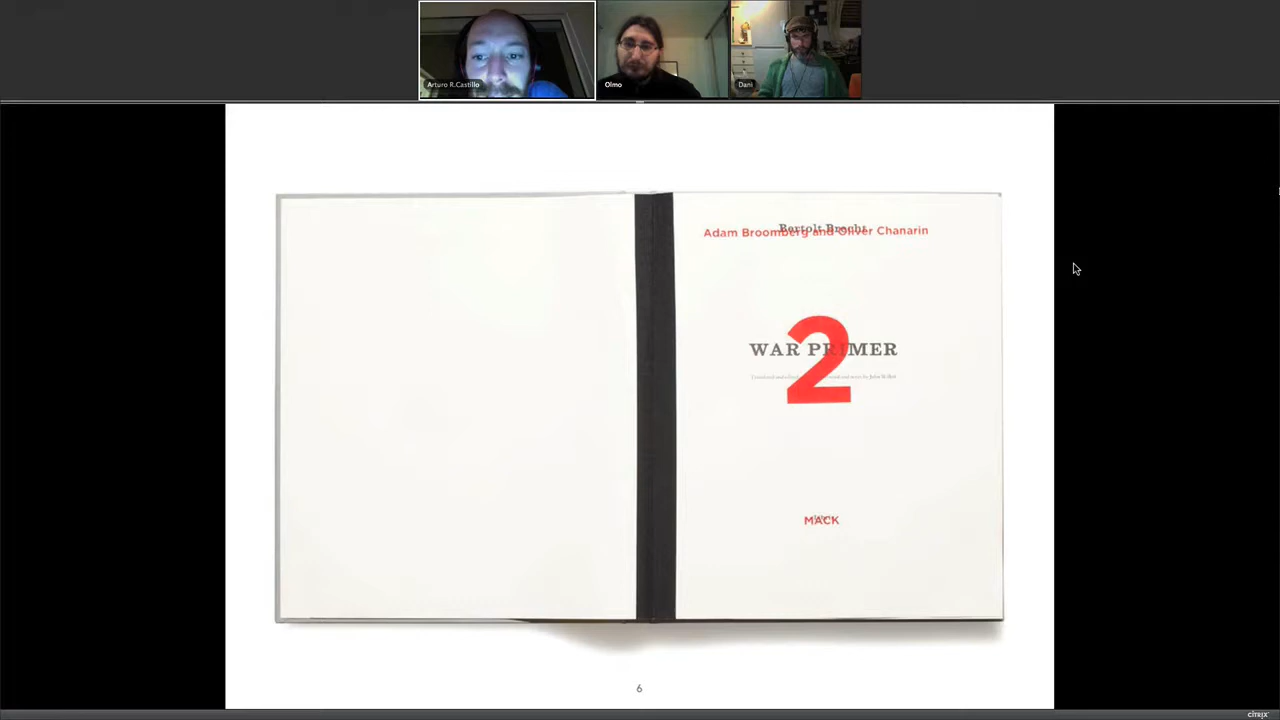 Arturo R.Castillo
Olmo
Dani
Bertolt Brecht
Adam Broomberg and Oliver Chanarin
2
WAR PRIMER
MACK
6
CITRIX